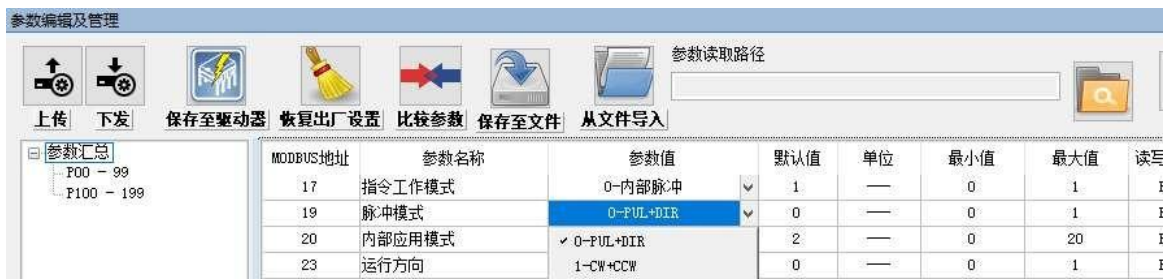 参数编辑及管理
参数读取路径
上传 下发 保存至驱动器 恢复出厂设置 比较参数 保存至文件 从文件导入
参数汇总
P00 - 99
P100 - 199
MODBUS地址 参数名称 参数值 默认值 单位 最小值 最大值 读写
17 指令工作模式 0-内部脉冲 1 — 0 1
19 脉冲模式 0-PUL+DIR 0 — 0 1
20 内部应用模式 ✓ 0-PUL+DIR 2 — 0 20
23 运行方向 1-CW+CCW 0 — 0 1